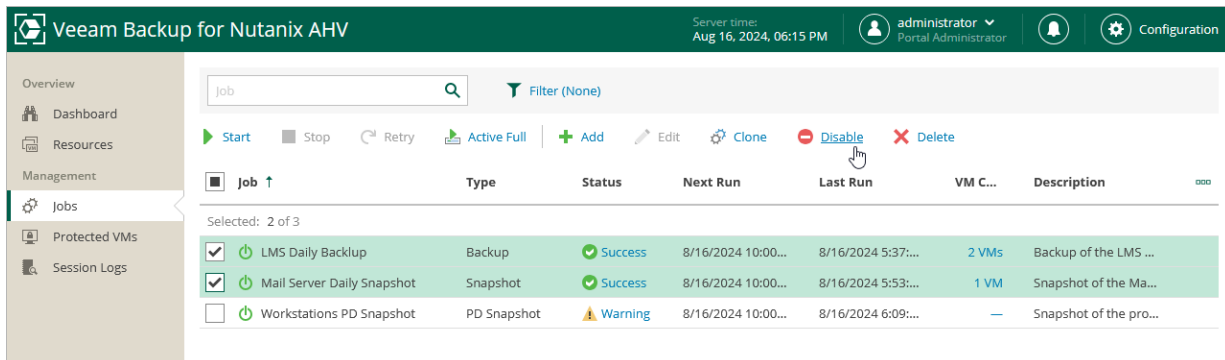 Veeam Backup for Nutanix AHV
Server time:
Aug 16, 2024, 06:15 PM
administrator
Portal Administrator
Configuration
Overview
Dashboard
Resources
Management
Jobs
Protected VMs
Session Logs
Job
Filter (None)
Start Stop Retry Active Full Add Edit Clone Disable Delete
Job Type Status Next Run Last Run VM C... Description
Selected: 2 of 3
LMS Daily Backlup Backup Success 8/16/2024 10:00... 8/16/2024 5:37:... 2 VMs Backup of the LMS ...
Mail Server Daily Snapshot Snapshot Success 8/16/2024 10:00... 8/16/2024 5:53:... 1 VM Snapshot of the Ma...
Workstations PD Snapshot PD Snapshot Warning 8/16/2024 10:00... 8/16/2024 6:09:... — Snapshot of the pro...